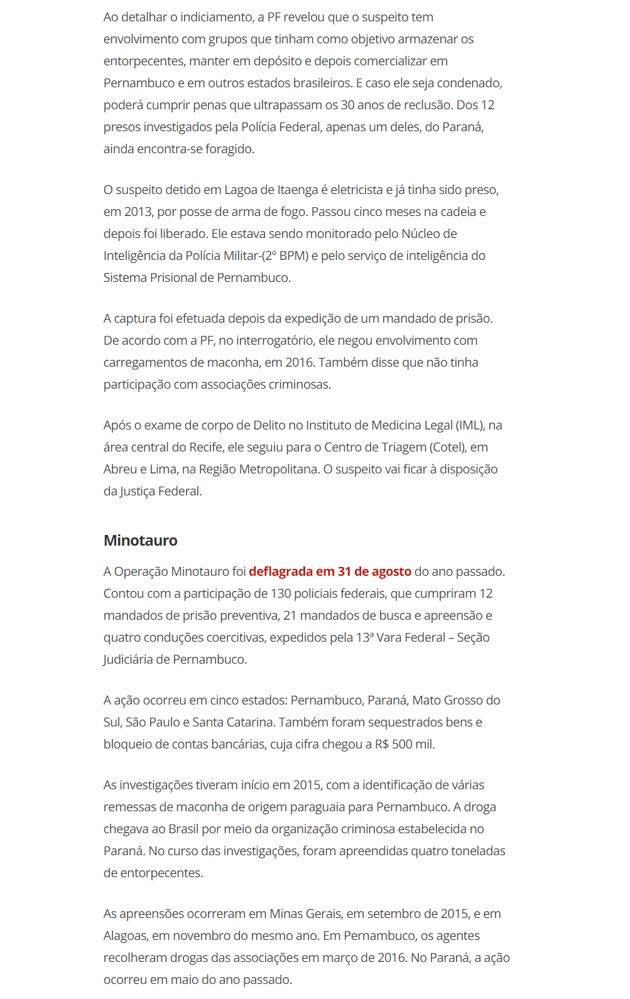 Ao detalhar o indiciamento, a PF revelou que o suspeito tem
envolvimento com grupos que tinham como objetivo armazenar os
entorpecentes, manter em depósito e depois comercializar em
Pernambuco e em outros estados brasileiros. E caso ele seja condenado,
poderá cumprir penas que ultrapassam os 30 anos de reclusão. Dos 12
presos investigados pela Polícia Federal, apenas um deles, do Paraná,
ainda encontra-se foragido.
O suspeito detido em Lagoa de Itaenga é eletricista e já tinha sido preso,
em 2013, por posse de arma de fogo. Passou cinco meses na cadeia e
depois foi liberado. Ele estava sendo monitorado pelo Núcleo de
Inteligência da Polícia Militar-(2º BPM) e pelo serviço de inteligência do
Sistema Prisional de Pernambuco.
A captura foi efetuada depois da expedição de um mandado de prisão.
De acordo com a PF, no interrogatório, ele negou envolvimento com
carregamentos de maconha, em 2016. Também disse que não tinha
participação com associações criminosas.
Após o exame de corpo de Delito no Instituto de Medicina Legal (IML), na
área central do Recife, ele seguiu para o Centro de Triagem (Cotel), em
Abreu e Lima, na Região Metropolitana. O suspeito vai ficar à disposição
da Justiça Federal.
Minotauro
A Operação Minotauro foi deflagrada em 31 de agosto do ano passado.
Contou com a participação de 130 policiais federais, que cumpriram 12
mandados de prisão preventiva, 21 mandados de busca e apreensão e
quatro conduções coercitivas, expedidos pela 13ª Vara Federal – Seção
Judiciária de Pernambuco.
A ação ocorreu em cinco estados: Pernambuco, Paraná, Mato Grosso do
Sul, São Paulo e Santa Catarina. Também foram sequestrados bens e
bloqueio de contas bancárias, cuja cifra chegou a R$ 500 mil.
As investigações tiveram início em 2015, com a identificação de várias
remessas de maconha de origem paraguaia para Pernambuco. A droga
chegava ao Brasil por meio da organização criminosa estabelecida no
Paraná. No curso das investigações, foram apreendidas quatro toneladas
de entorpecentes.
As apreensões ocorreram em Minas Gerais, em setembro de 2015, e em
Alagoas, em novembro do mesmo ano. Em Pernambuco, os agentes
recolheram drogas das associações em março de 2016. No Paraná, a ação
ocorreu em maio do ano passado.